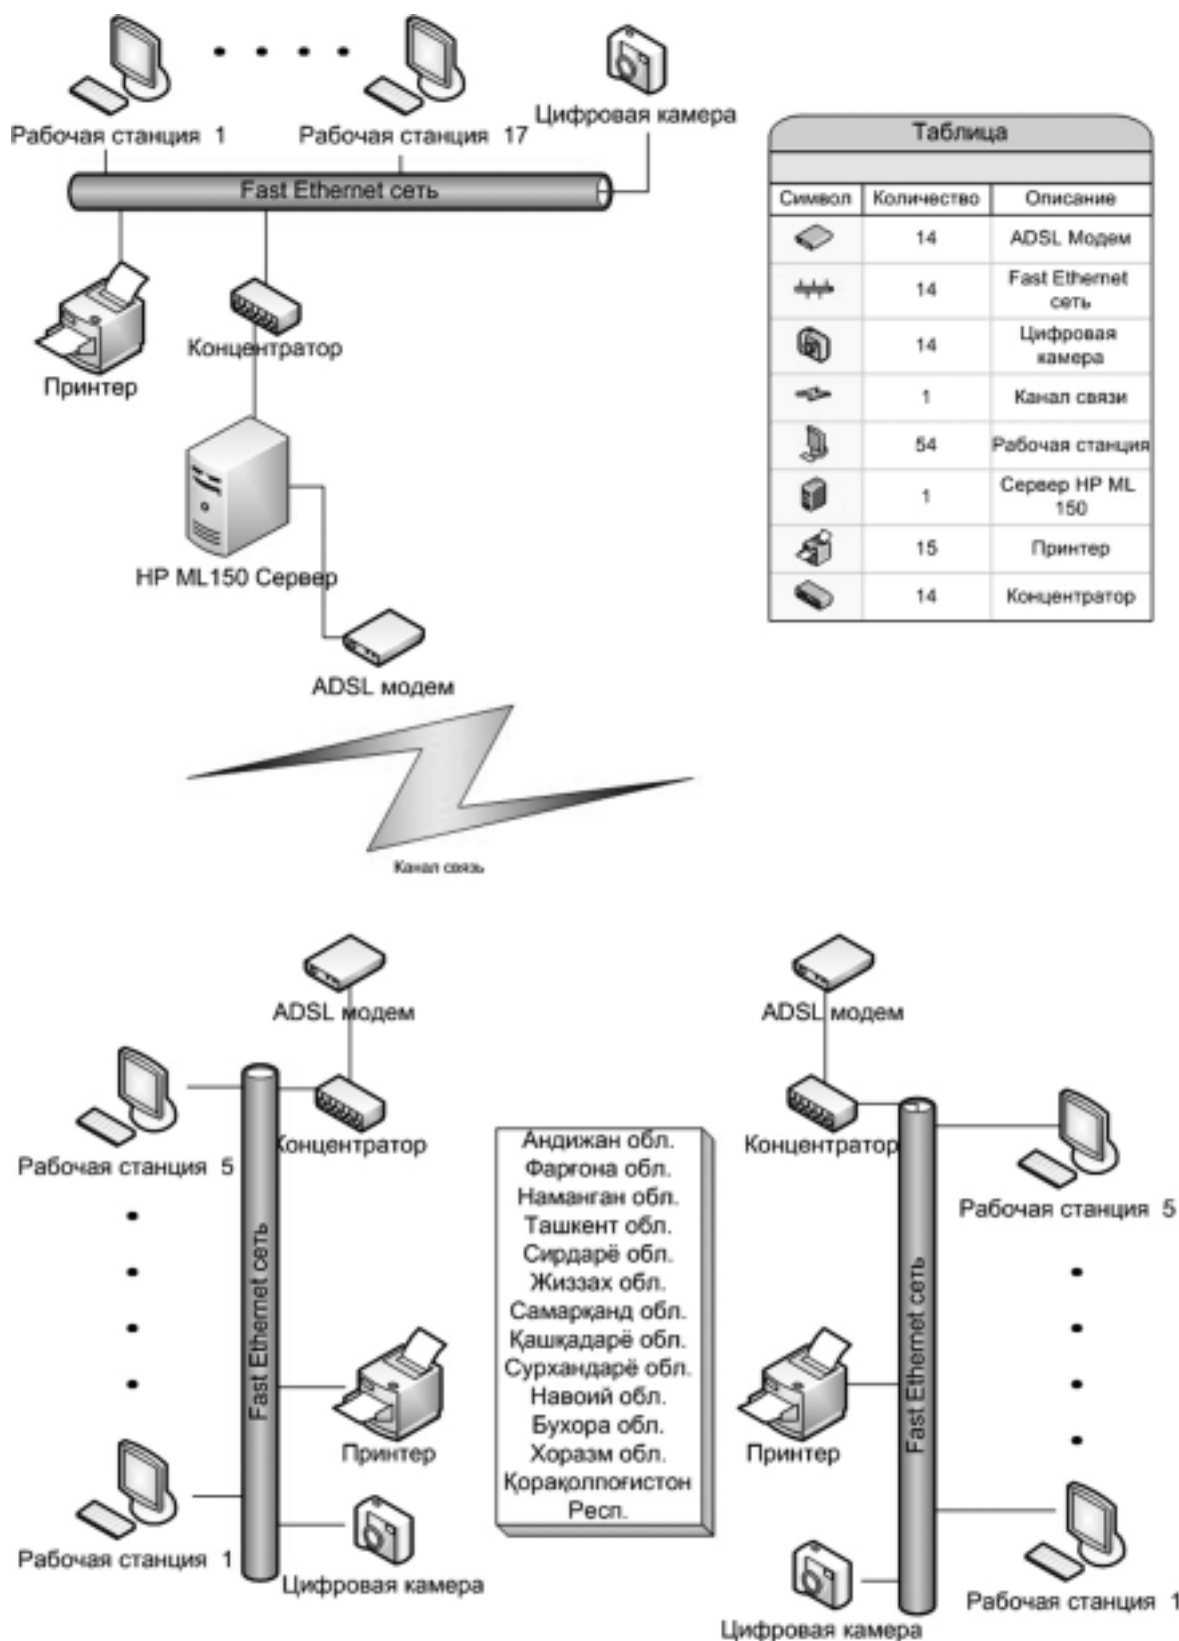 Рабочая станция 1
Рабочая станция 17
Цифровая камера
Fast Ethernet сеть
Принтер
Концентратор
HP ML150 Сервер
ADSL модем
Канал связь
Таблица
Символ Количество Описание
14 ADSL Модем
14 Fast Ethernet
сеть
14 Цифровая
камера
1 Канал связи
54 Рабочая станция
1 Сервер HP ML
150
15 Принтер
14 Концентратор
ADSL модем
Рабочая станция 5
Концентратор
Fast Ethernet сеть
Принтер
Рабочая станция 1
Цифровая камера
Андижан обл.
Фарғона обл.
Наманган обл.
Ташкент обл.
Сирдарё обл.
Жиззах обл.
Самарқанд обл.
Қашқадарё обл.
Сурхандарё обл.
Навоий обл.
Бухора обл.
Хоразм обл.
Қорақолпоғистон
Респ.
ADSL модем
Концентратор
Рабочая станция 5
Fast Ethernet сеть
Принтер
Рабочая станция 1
Цифровая камера